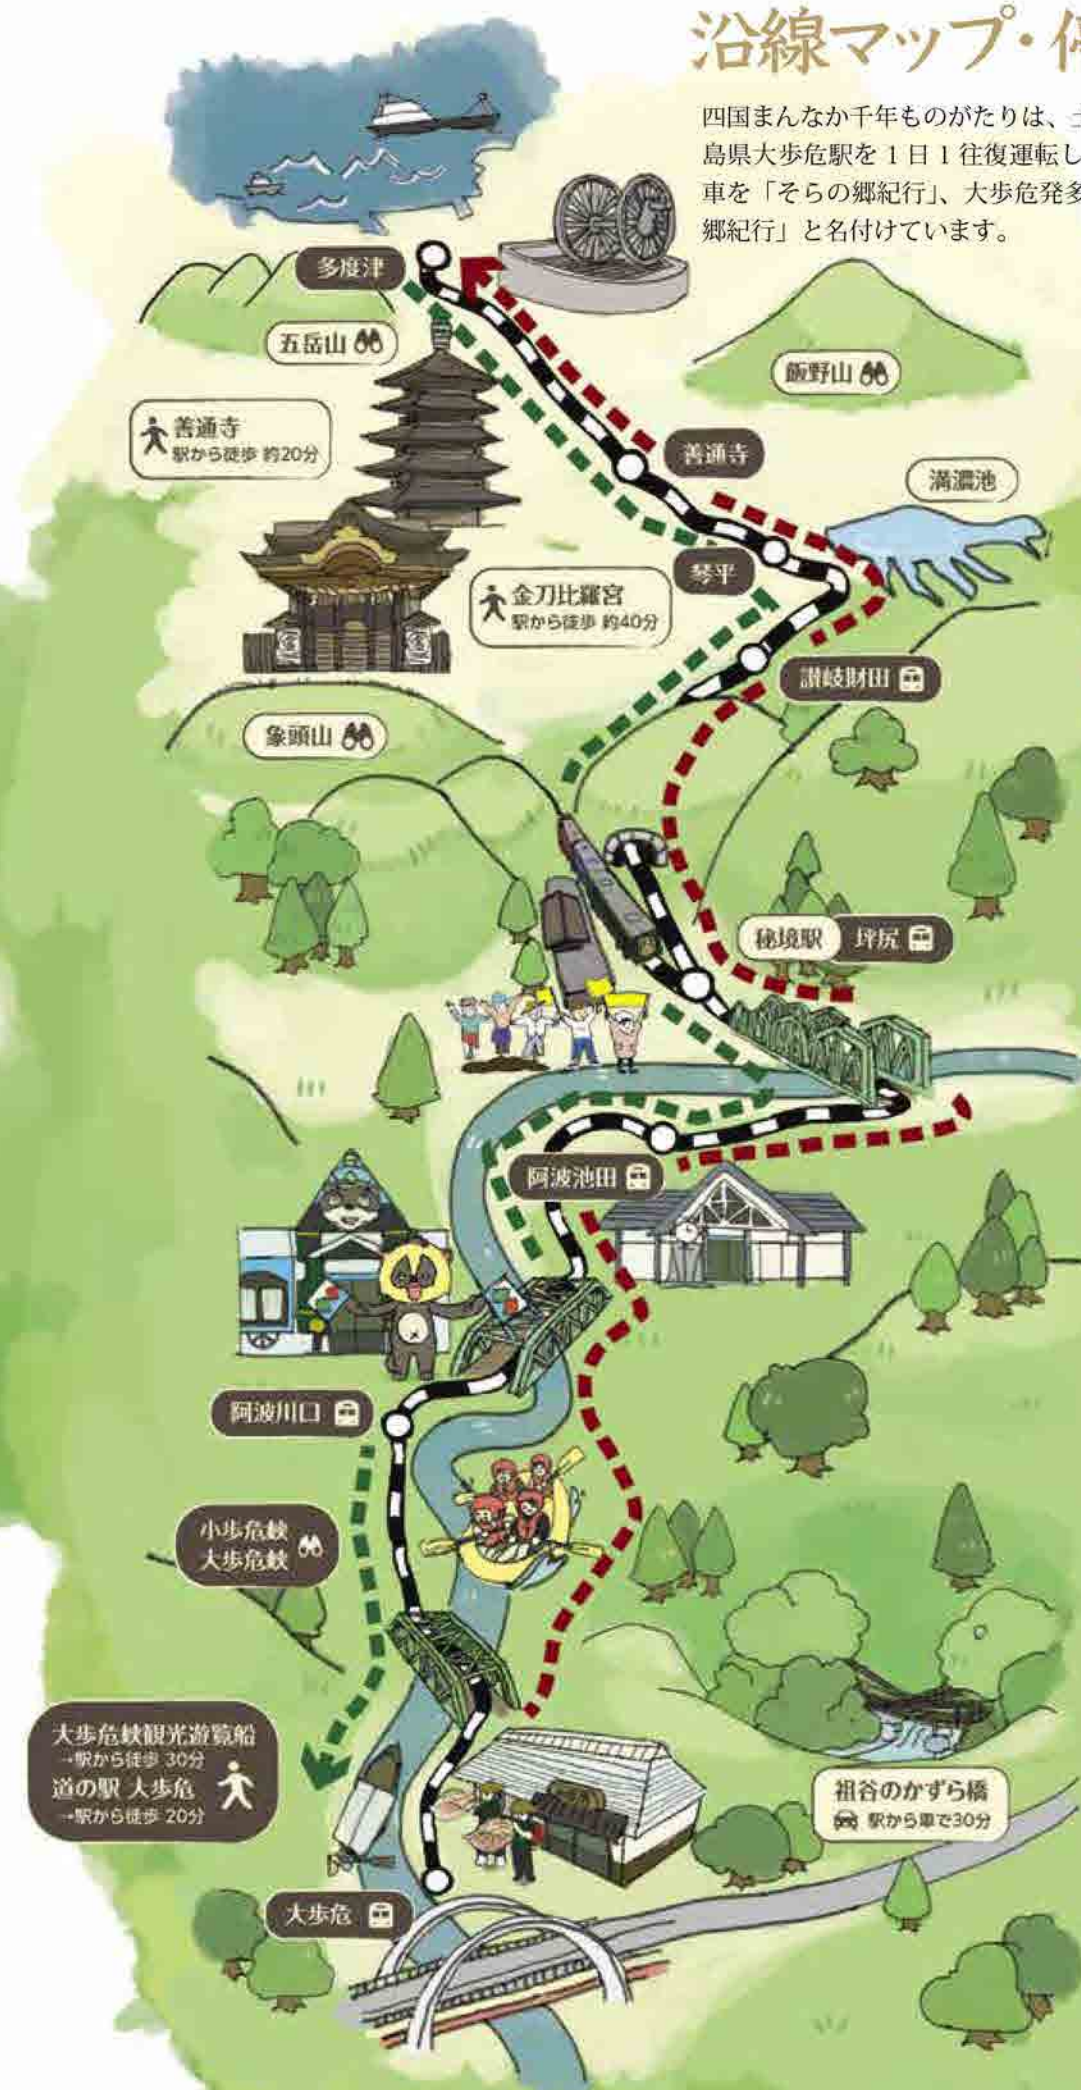 沿線マップ・
四国まんなか千年ものがたりは、
島県大歩危駅を 1 日 1 往復運転し
車を「そらの郷紀行」、大歩危発多
郷紀行」と名付けています。
多度津
五岳山
飯野山
善通寺
駅から徒歩 約20分
善通寺
満濃池
琴平
金刀比羅宮
駅から徒歩 約40分
讃岐財田
象頭山
秘境駅
坪尻
阿波池田
阿波川口
小歩危峡
大歩危峡
大歩危峡観光遊覧船
→駅から徒歩 30分
道の駅 大歩危
→駅から徒歩 20分
祖谷のかずら橋
駅から車で30分
大歩危